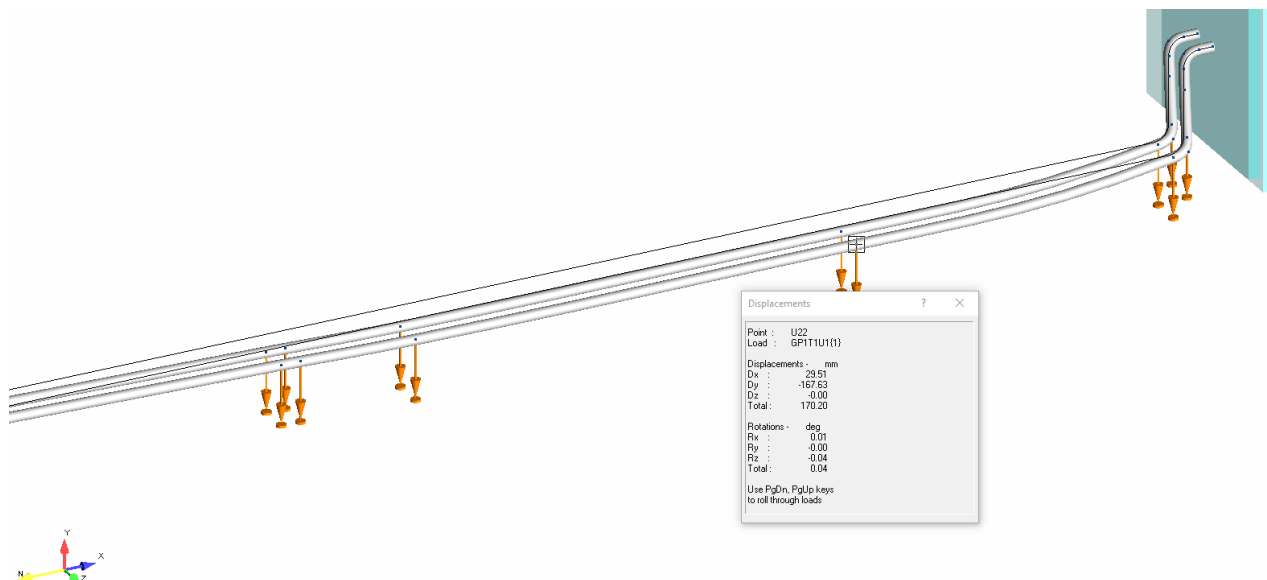 Displacements ? ×
Point : U22
Load : GP1T1U1{1}
Displacements - mm
Dx : 29.51
Dy : -167.63
Dz : -0.00
Total : 170.20
Rotations - deg
Rx : 0.01
Ry : -0.00
Rz : -0.04
Total : 0.04
Use PgDn, PgUp keys
to roll through loads
Y
X
N
Z